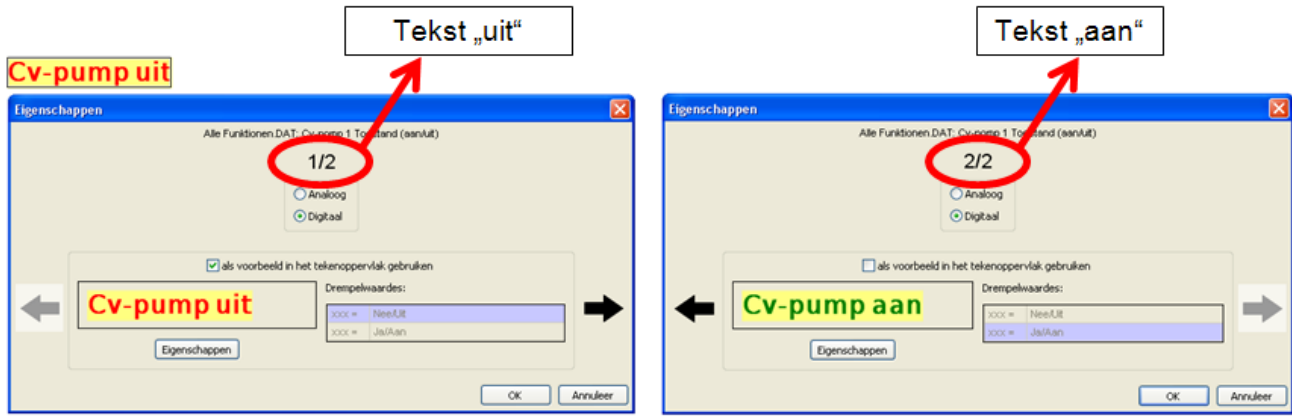 Tekst „uit“
Tekst „aan“
Cv-pump uit
Eigenschappen
Alle Funktionen.DAT: Cv-pomp 1 Toestand (aan/uit)
1/2
Analoog
Digitaal
als voorbeeld in het tekenoppervlak gebruiken
Cv-pump uit
Drempelwaardes:
xxx = Nee/Uit
xxx = Ja/Aan
Eigenschappen
OK Annuleer
Eigenschappen
Alle Funktionen.DAT: Cv-pomp 1 Toestand (aan/uit)
2/2
Analoog
Digitaal
als voorbeeld in het tekenoppervlak gebruiken
Cv-pump aan
Drempelwaardes:
xxx = Nee/Uit
xxx = Ja/Aan
Eigenschappen
OK Annuleer